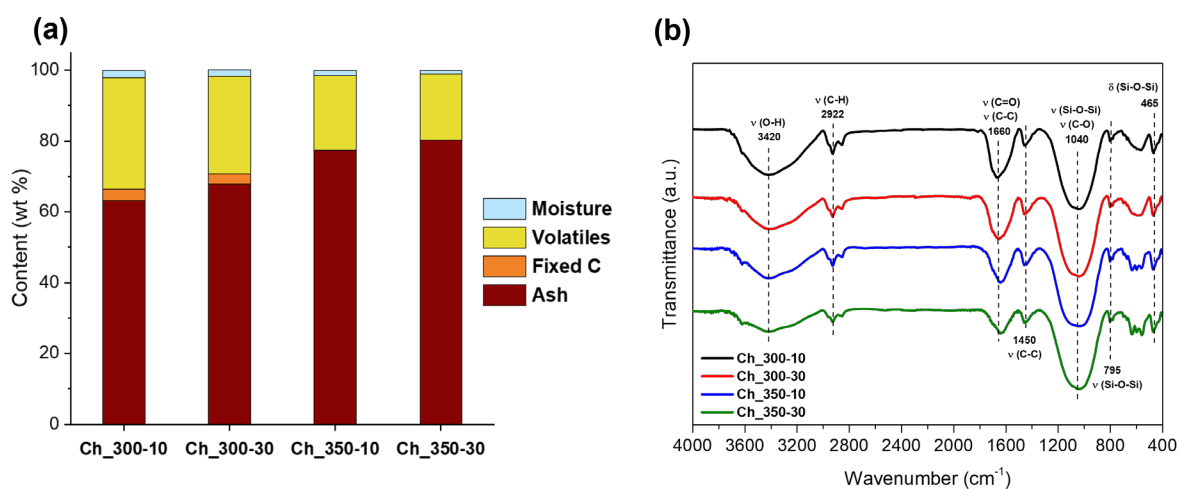 (a)
100
80
60
40
20
0
Content (wt %)
Ch_300-10 Ch_300-30 Ch_350-10 Ch_350-30
Moisture
Volatiles
Fixed C
Ash
(b)
ν (O-H)
3420
ν (C-H)
2922
ν (C=O)
ν (C-C)
1660
ν (Si-O-Si)
ν (C-O)
1040
δ (Si-O-Si)
465
1450
ν (C-C)
795
ν (Si-O-Si)
Transmittance (a.u.)
Ch_300-10
Ch_300-30
Ch_350-10
Ch_350-30
4000 3600 3200 2800 2400 2000 1600 1200 800 400
Wavenumber (cm⁻¹)